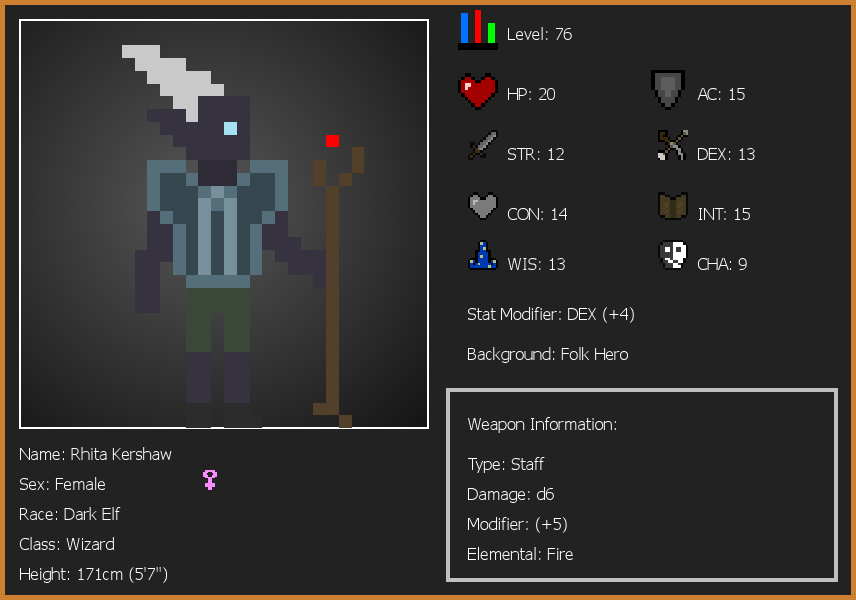 Level: 76
HP: 20
AC: 15
STR: 12
DEX: 13
CON: 14
INT: 15
WIS: 13
CHA: 9
Stat Modifier: DEX (+4)
Background: Folk Hero
Weapon Information:
Type: Staff
Damage: d6
Modifier: (+5)
Elemental: Fire
Name: Rhita Kershaw
Sex: Female
Race: Dark Elf
Class: Wizard
Height: 171cm (5'7")